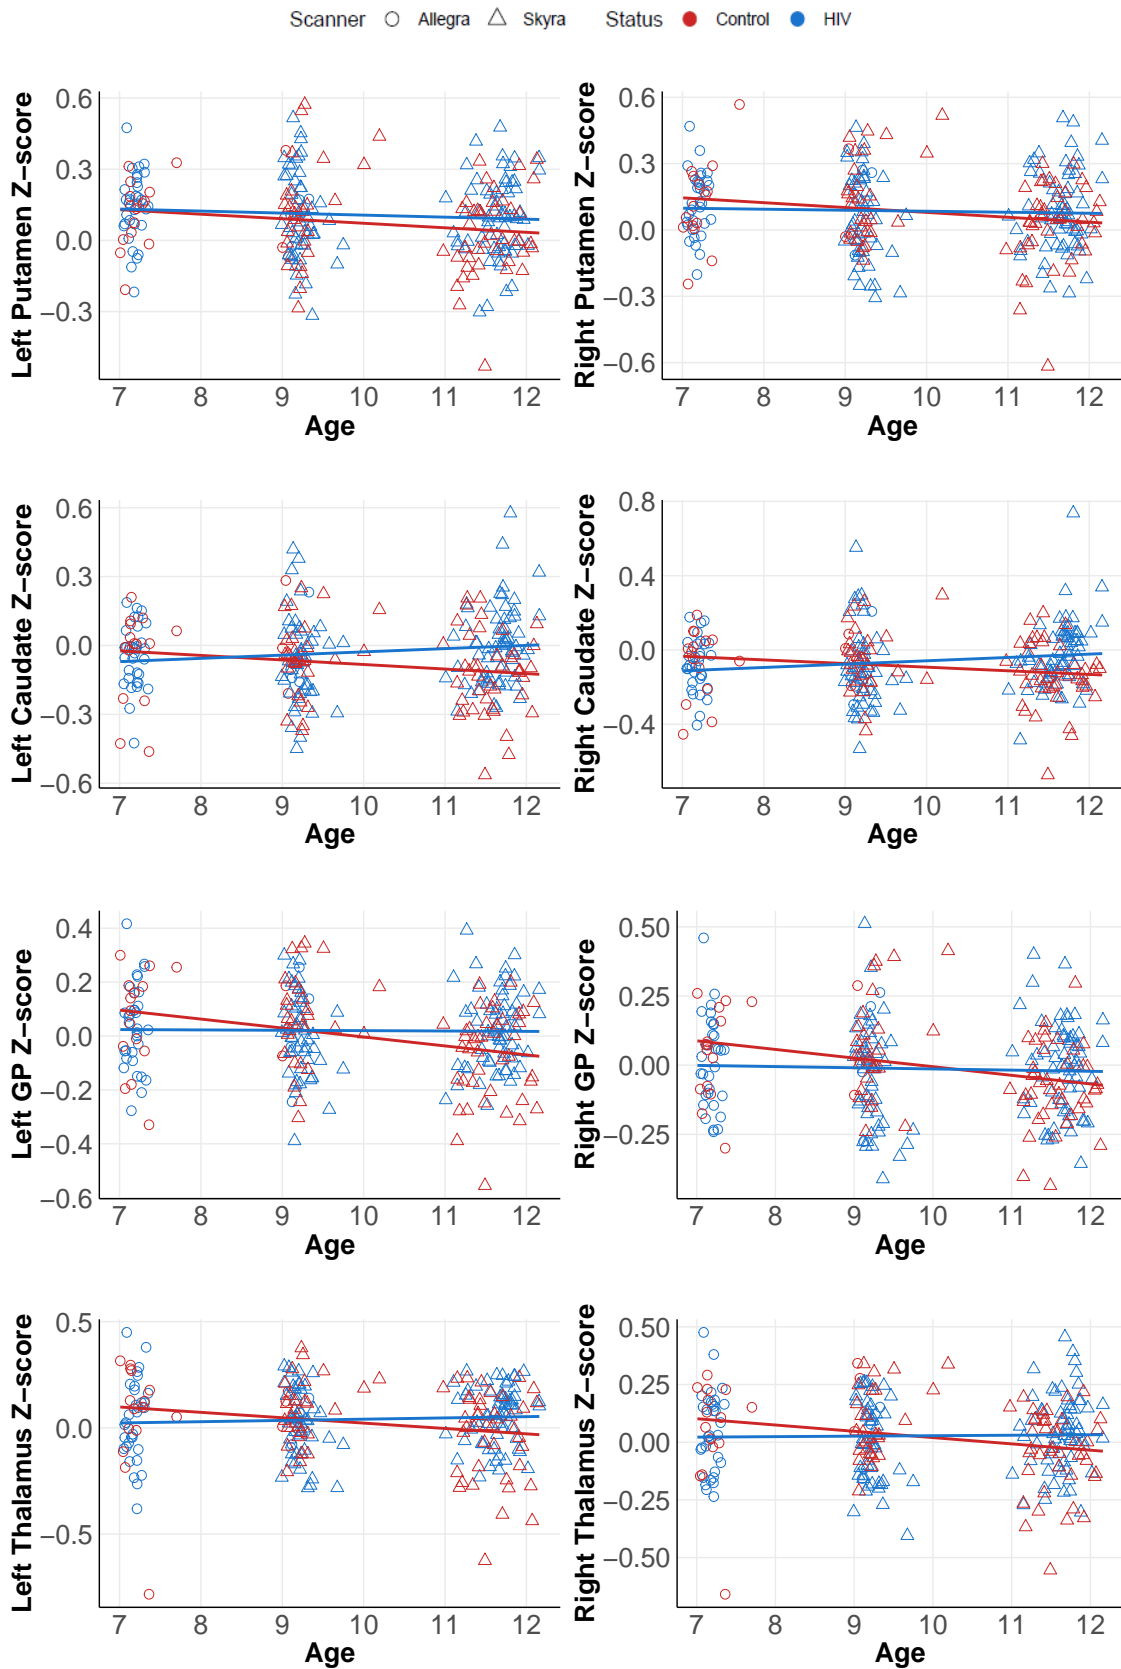 Scanner Allegra Skyra Status Control HIV
Left Putamen Z−score
0.6
0.3
0.0
−0.3
7 8 9 10 11 12
Age
Right Putamen Z−score
0.6
0.3
0.0
−0.3
−0.6
7 8 9 10 11 12
Age
Left Caudate Z−score
0.6
0.3
0.0
−0.3
−0.6
7 8 9 10 11 12
Age
Right Caudate Z−score
0.8
0.4
0.0
−0.4
7 8 9 10 11 12
Age
Left GP Z−score
0.4
0.2
0.0
−0.2
−0.4
−0.6
7 8 9 10 11 12
Age
Right GP Z−score
0.50
0.25
0.00
−0.25
7 8 9 10 11 12
Age
Left Thalamus Z−score
0.5
0.0
−0.5
7 8 9 10 11 12
Age
Right Thalamus Z−score
0.50
0.25
0.00
−0.25
−0.50
7 8 9 10 11 12
Age